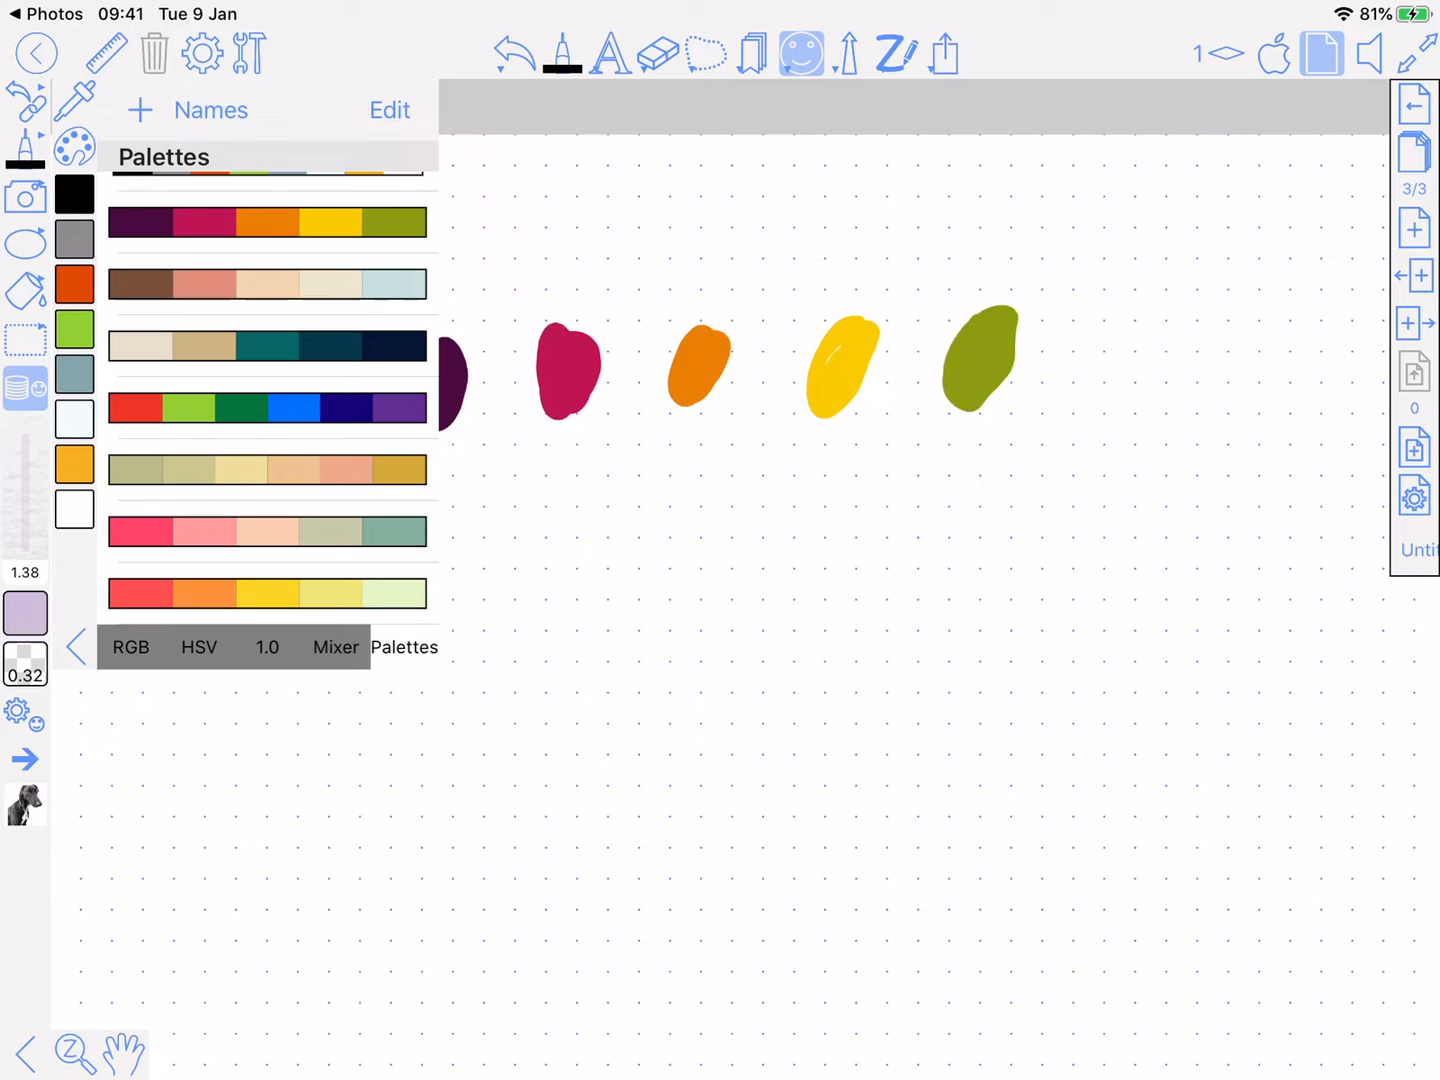 Photos 09:41 Tue 9 Jan 81%
1
+ Names Edit
Palettes
3/3
0
1.38
Untit
RGB HSV 1.0 Mixer Palettes
0.32